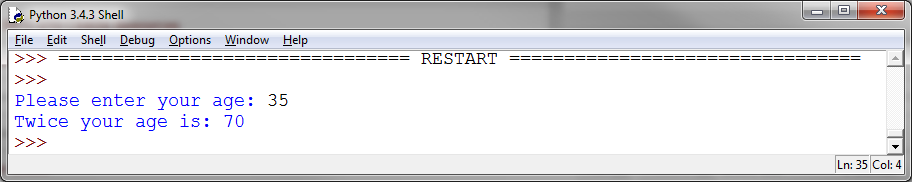 Python 3.4.3 Shell
File Edit Shell Debug Options Window Help
>>> ================================ RESTART ================================
>>>
Please enter your age: 35
Twice your age is: 70
>>>
Ln: 35 Col: 4